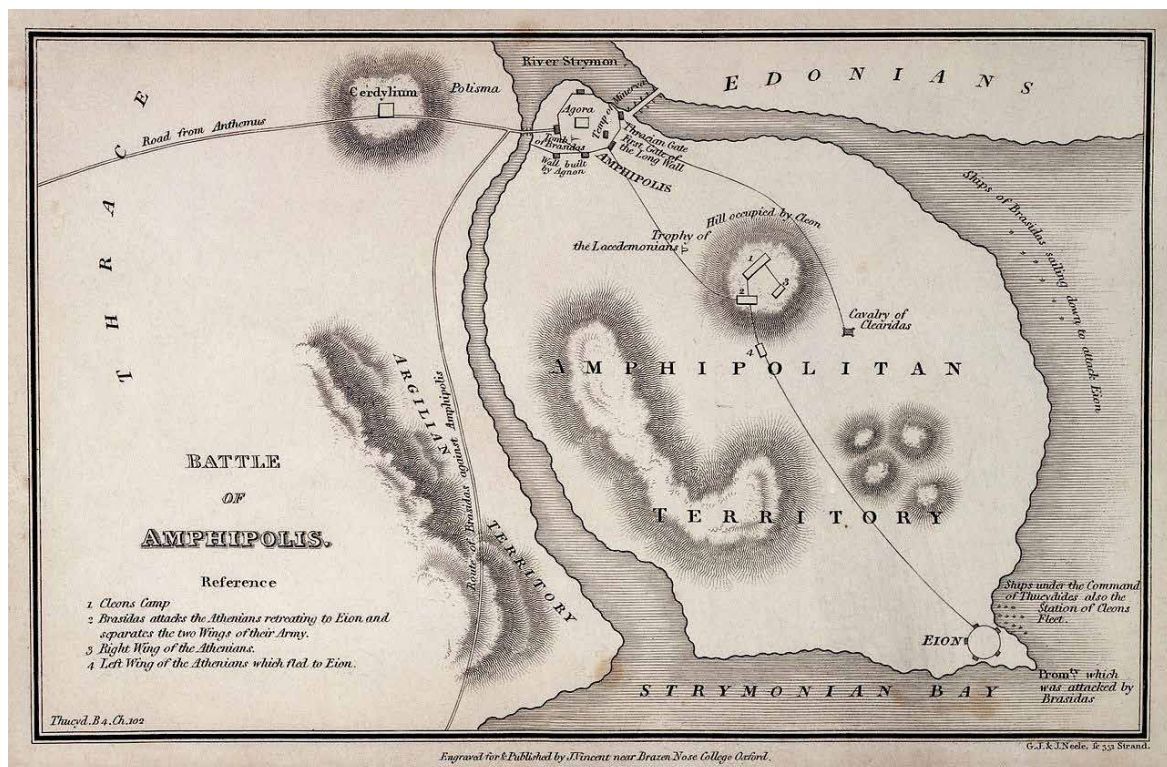 River Strymon
EDONIANS
Cerdylium
Polisma
Road from Anthemus
THRACE
Agora
Temp of Minerva
Tomb
of Brasidas
Wall built
by Agnon
Thracian Gate
First Gate of
the Long Wall
AMPHIPOLIS
Ships of Brasidas sailing down to attack Eion
Hill occupied by Cleon
Trophy of
the Lacedemonians
1
2
3
4
Cavalry of
Clearidas
AMPHIPOLITAN
TERRITORY
ARGILIAN
TERRITORY
Route of Brasidas against Amphipolis
BATTLE
OF
AMPHIPOLIS.
Reference
1 Cleons Camp
2 Brasidas attacks the Athenians retreating to Eion and
separates the two Wings of their Army.
3 Right Wing of the Athenians.
4 Left Wing of the Athenians which fled to Eion.
Ships under the Command
of Thucydides also the
Station of Cleons
Fleet.
EION
Prom.ty which
was attacked by
Brasidas
STRYMONIAN BAY
Thucyd. B 4. Ch. 102
G. J. & J. Neele, sc 352 Strand.
Engraved for & Published by J. Vincent near Brazen Nose College Oxford.